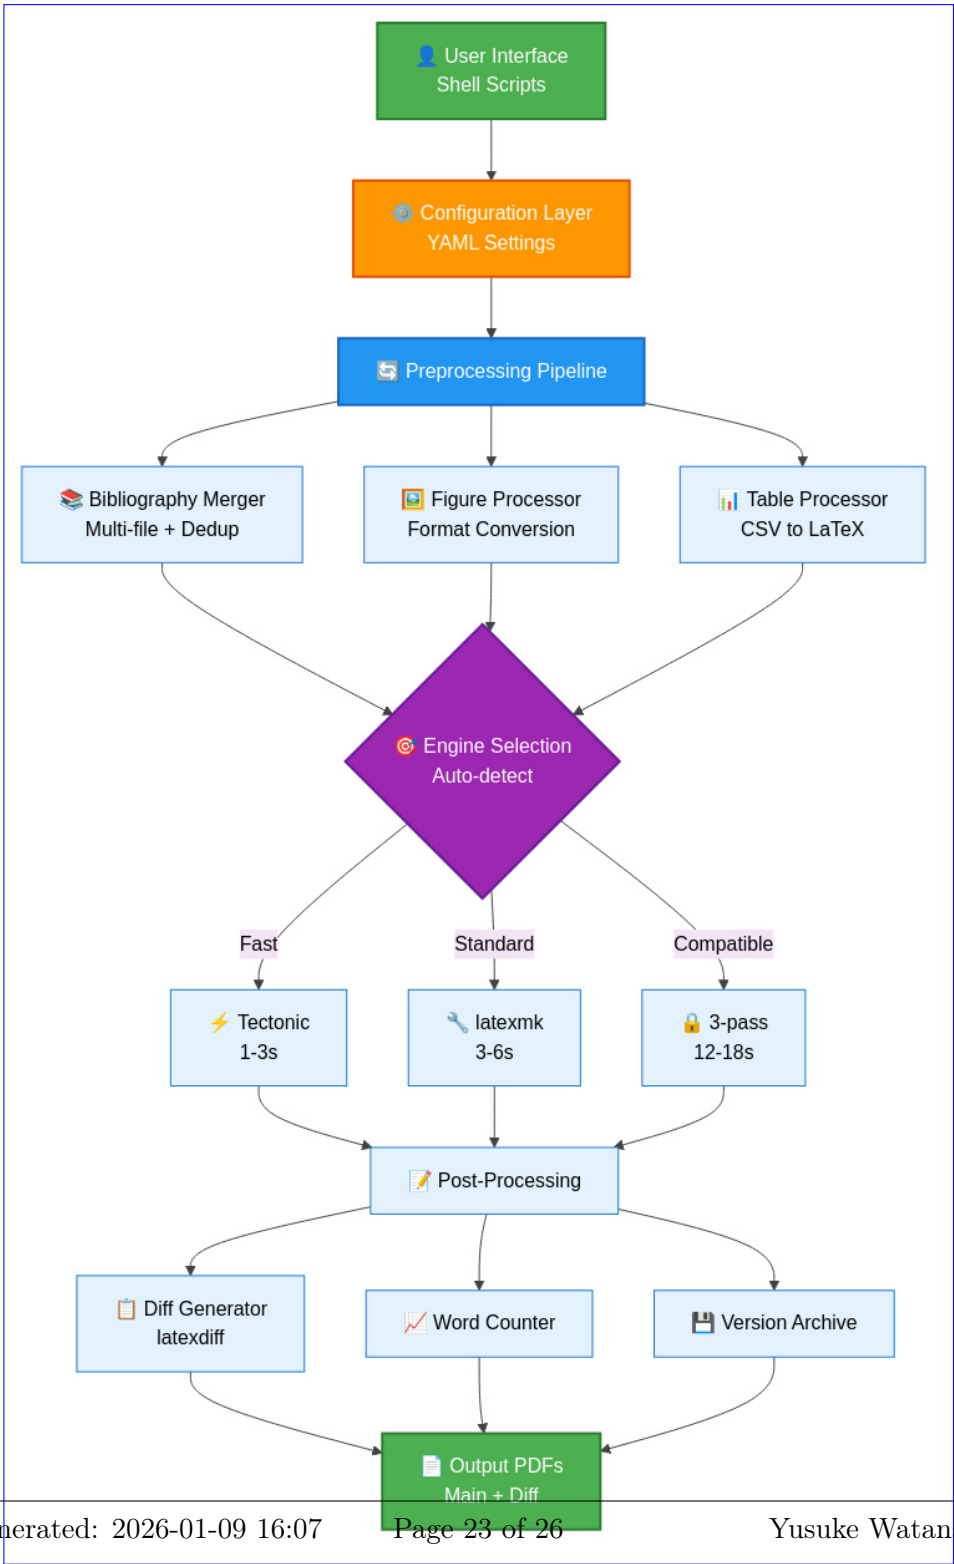 👤 User Interface
Shell Scripts
⚙️ Configuration Layer
YAML Settings
🔄 Preprocessing Pipeline
📚 Bibliography Merger
Multi-file + Dedup
🖼️ Figure Processor
Format Conversion
📊 Table Processor
CSV to LaTeX
🎯 Engine Selection
Auto-detect
Fast
Standard
Compatible
⚡ Tectonic
1-3s
🔧 latexmk
3-6s
🔒 3-pass
12-18s
📝 Post-Processing
📋 Diff Generator
latexdiff
📈 Word Counter
💾 Version Archive
📄 Output PDFs
Main + Diff
nerated: 2026-01-09 16:07 Page 23 of 26 Yusuke Watan